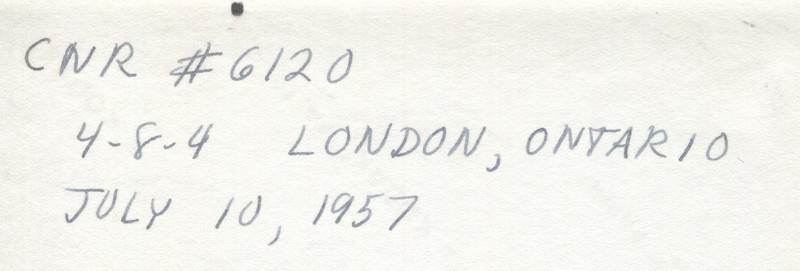 CNR #6120
4-8-4 LONDON, ONTARIO
JULY 10, 1957